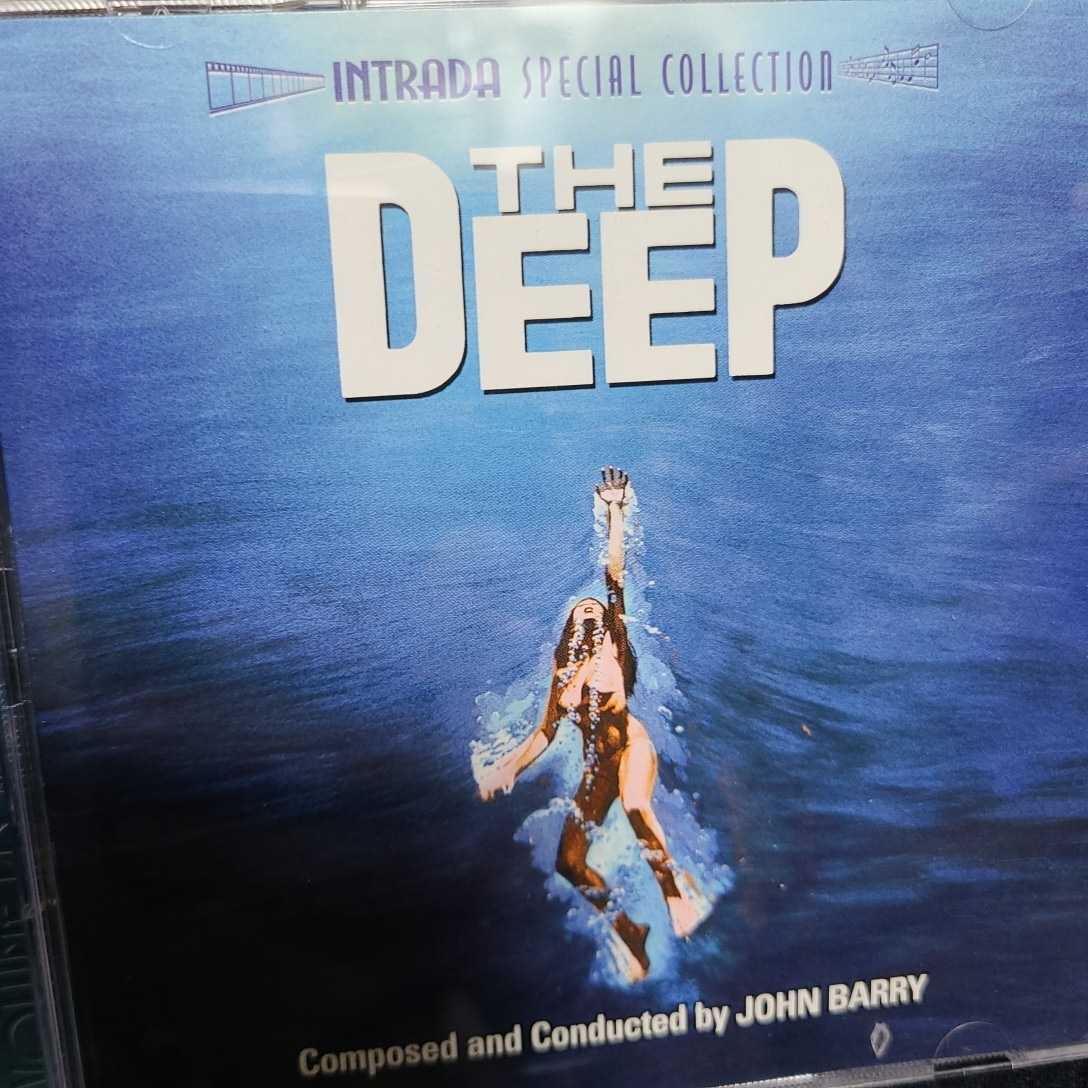 INTRADA SPECIAL COLLECTION
THE
DEEP
Composed and Conducted by JOHN BARRY